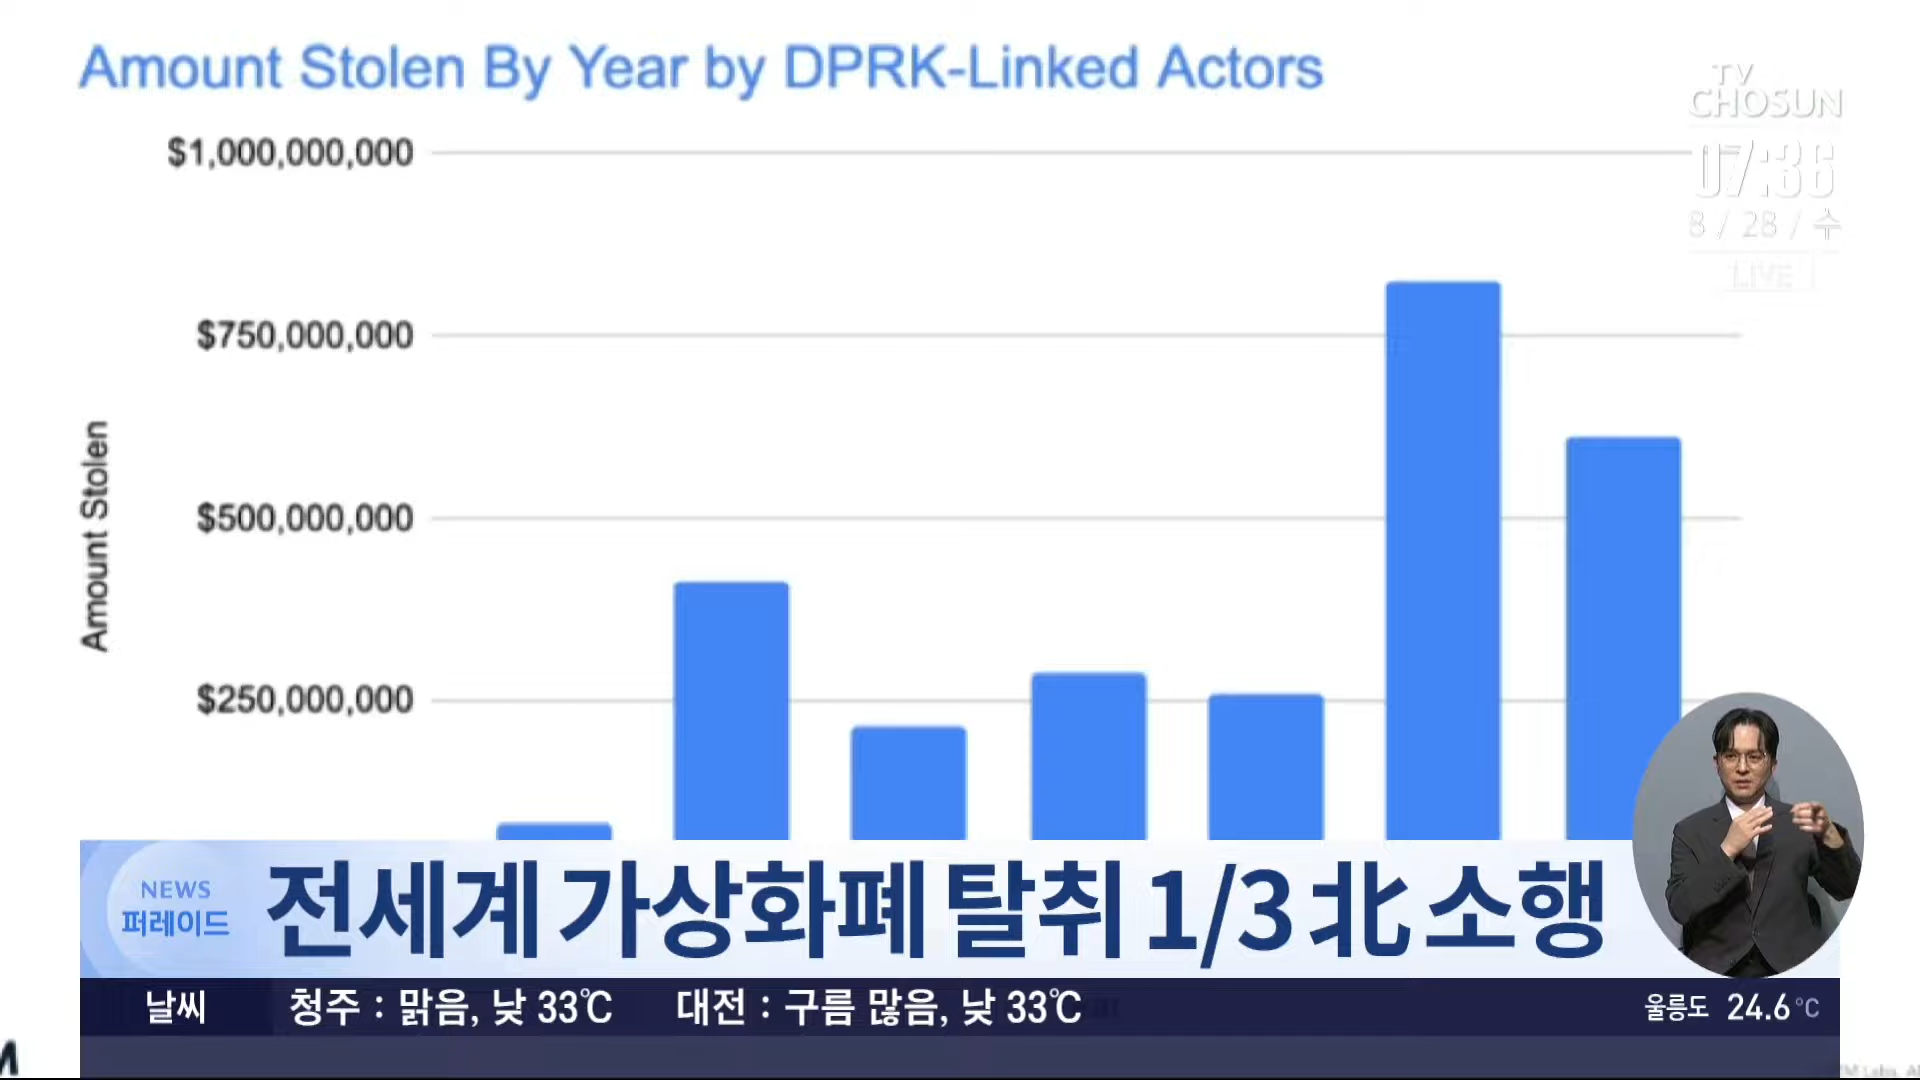 Amount Stolen By Year by DPRK-Linked Actors
TV
CHOSUN
07:36
8 / 28 / 수
LIVE
$1,000,000,000
$750,000,000
$500,000,000
$250,000,000
Amount Stolen
NEWS
퍼레이드
전세계 가상화폐 탈취 1/3 北 소행
날씨
청주 : 맑음, 낮 33℃
대전 : 구름 많음, 낮 33℃
울릉도 24.6℃